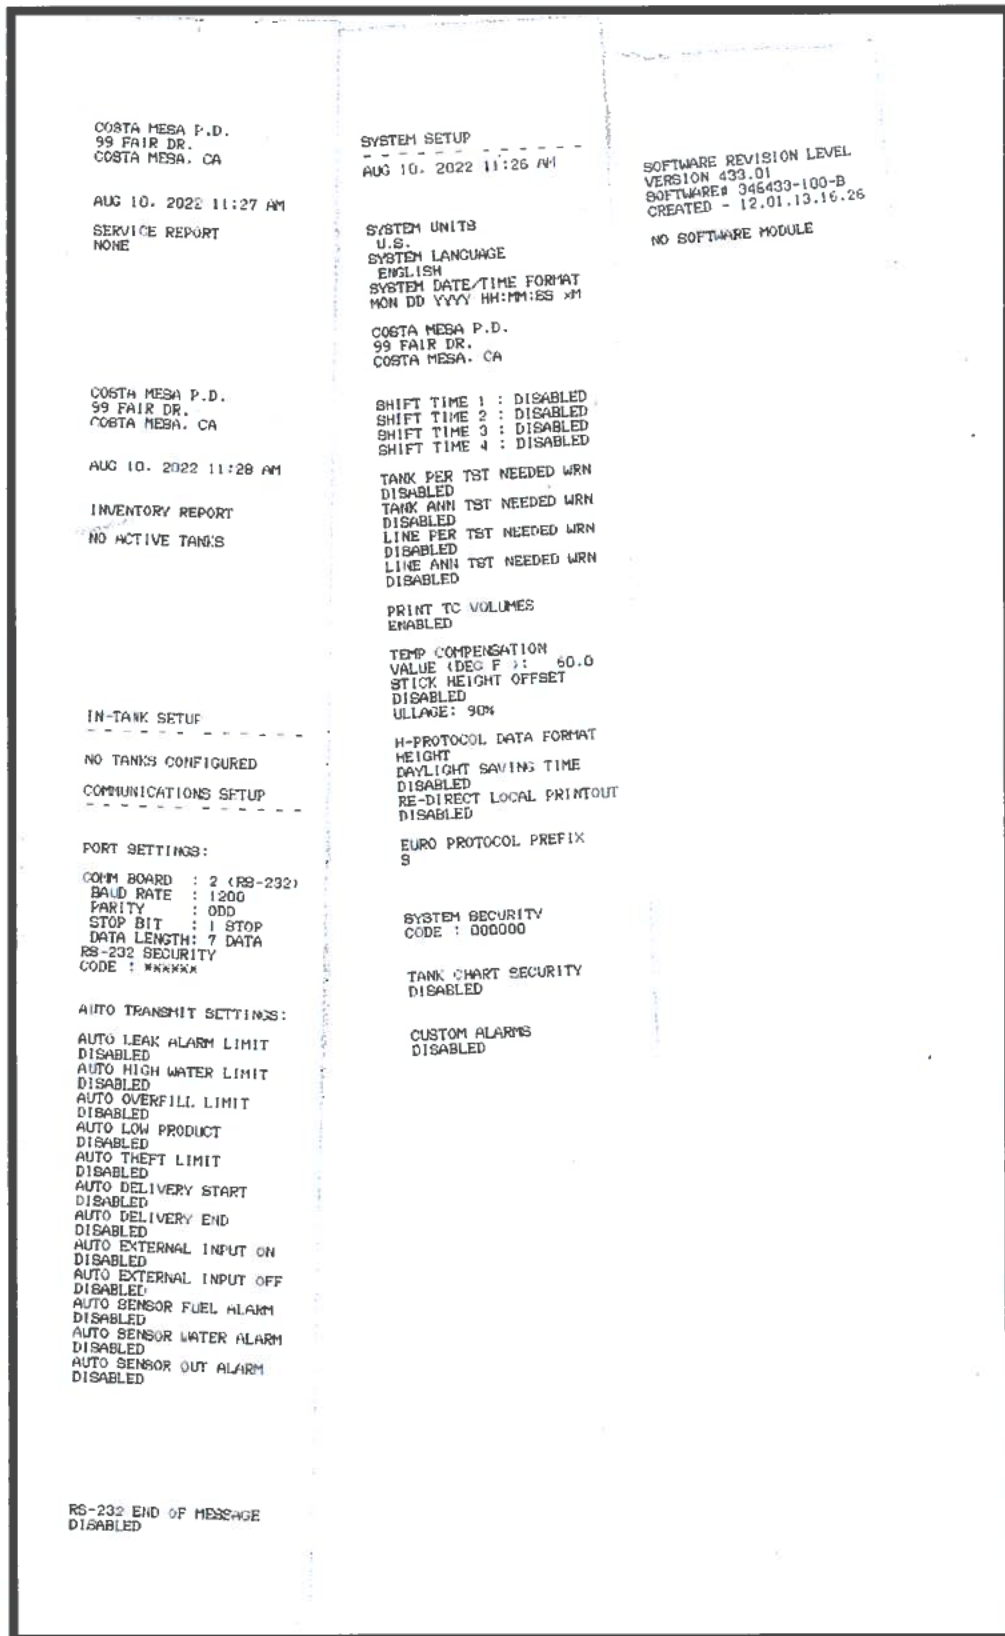 COSTA MESA P.D.
99 FAIR DR.
COSTA MESA. CA
AUG 10. 2022 11:27 AM
SERVICE REPORT
NONE
COSTA MESA P.D.
99 FAIR DR.
COSTA MESA. CA
AUG 10. 2022 11:28 AM
INVENTORY REPORT
NO ACTIVE TANKS
IN-TANK SETUP
- - - - - - - - - - - -
NO TANKS CONFIGURED
COMMUNICATIONS SETUP
- - - - - - - - - - - -
PORT SETTINGS:
COMM BOARD : 2 (RS-232)
BAUD RATE : 1200
PARITY : ODD
STOP BIT : 1 STOP
DATA LENGTH: 7 DATA
RS-232 SECURITY
CODE : ******
AUTO TRANSMIT SETTINGS:
AUTO LEAK ALARM LIMIT
DISABLED
AUTO HIGH WATER LIMIT
DISABLED
AUTO OVERFILL LIMIT
DISABLED
AUTO LOW PRODUCT
DISABLED
AUTO THEFT LIMIT
DISABLED
AUTO DELIVERY START
DISABLED
AUTO DELIVERY END
DISABLED
AUTO EXTERNAL INPUT ON
DISABLED
AUTO EXTERNAL INPUT OFF
DISABLED
AUTO SENSOR FUEL ALARM
DISABLED
AUTO SENSOR WATER ALARM
DISABLED
AUTO SENSOR OUT ALARM
DISABLED
RS-232 END OF MESSAGE
DISABLED
SYSTEM SETUP
- - - - - - - - - - - -
AUG 10. 2022 11:26 AM
SYSTEM UNITS
U.S.
SYSTEM LANGUAGE
ENGLISH
SYSTEM DATE/TIME FORMAT
MON DD YYYY HH:MM:SS xM
COSTA MESA P.D.
99 FAIR DR.
COSTA MESA. CA
SHIFT TIME 1 : DISABLED
SHIFT TIME 2 : DISABLED
SHIFT TIME 3 : DISABLED
SHIFT TIME 4 : DISABLED
TANK PER TST NEEDED WRN
DISABLED
TANK ANN TST NEEDED WRN
DISABLED
LINE PER TST NEEDED WRN
DISABLED
LINE ANN TST NEEDED WRN
DISABLED
PRINT TC VOLUMES
ENABLED
TEMP COMPENSATION
VALUE (DEG F ): 60.0
STICK HEIGHT OFFSET
DISABLED
ULLAGE: 90%
H-PROTOCOL DATA FORMAT
HEIGHT
DAYLIGHT SAVING TIME
DISABLED
RE-DIRECT LOCAL PRINTOUT
DISABLED
EURO PROTOCOL PREFIX
S
SYSTEM SECURITY
CODE : 000000
TANK CHART SECURITY
DISABLED
CUSTOM ALARMS
DISABLED
SOFTWARE REVISION LEVEL
VERSION 433.01
SOFTWARE# 346433-100-B
CREATED - 12.01.13.16.26
NO SOFTWARE MODULE